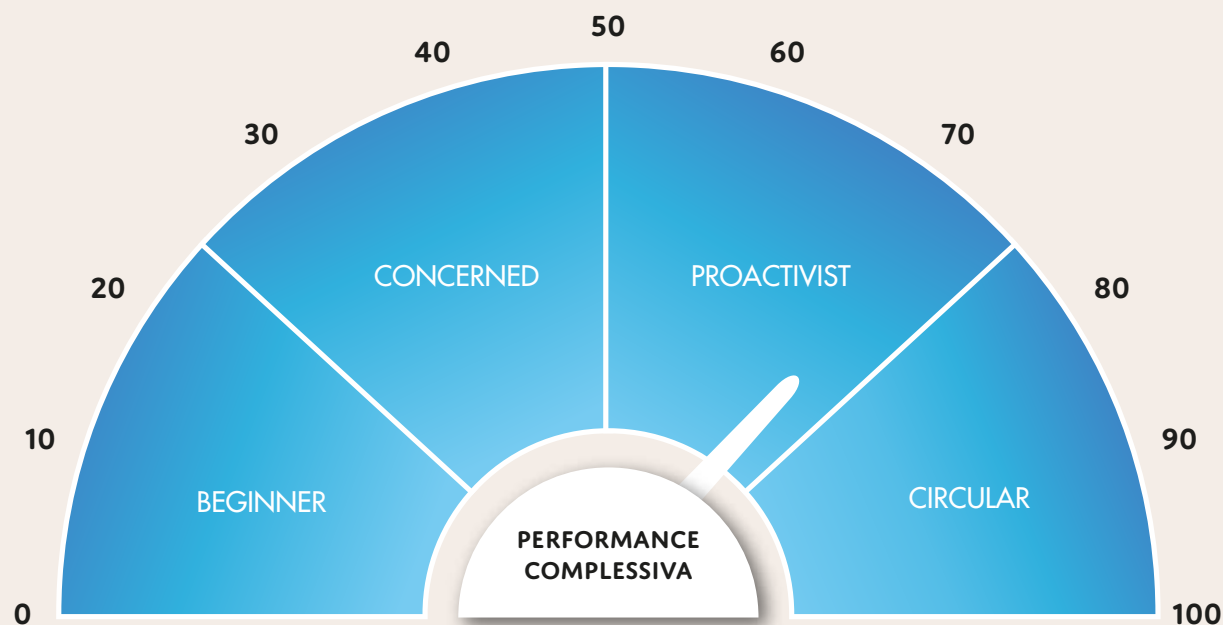 50
40
60
30
70
20
80
CONCERNED
PROACTIVIST
10
90
BEGINNER
CIRCULAR
PERFORMANCE
COMPLESSIVA
0
100